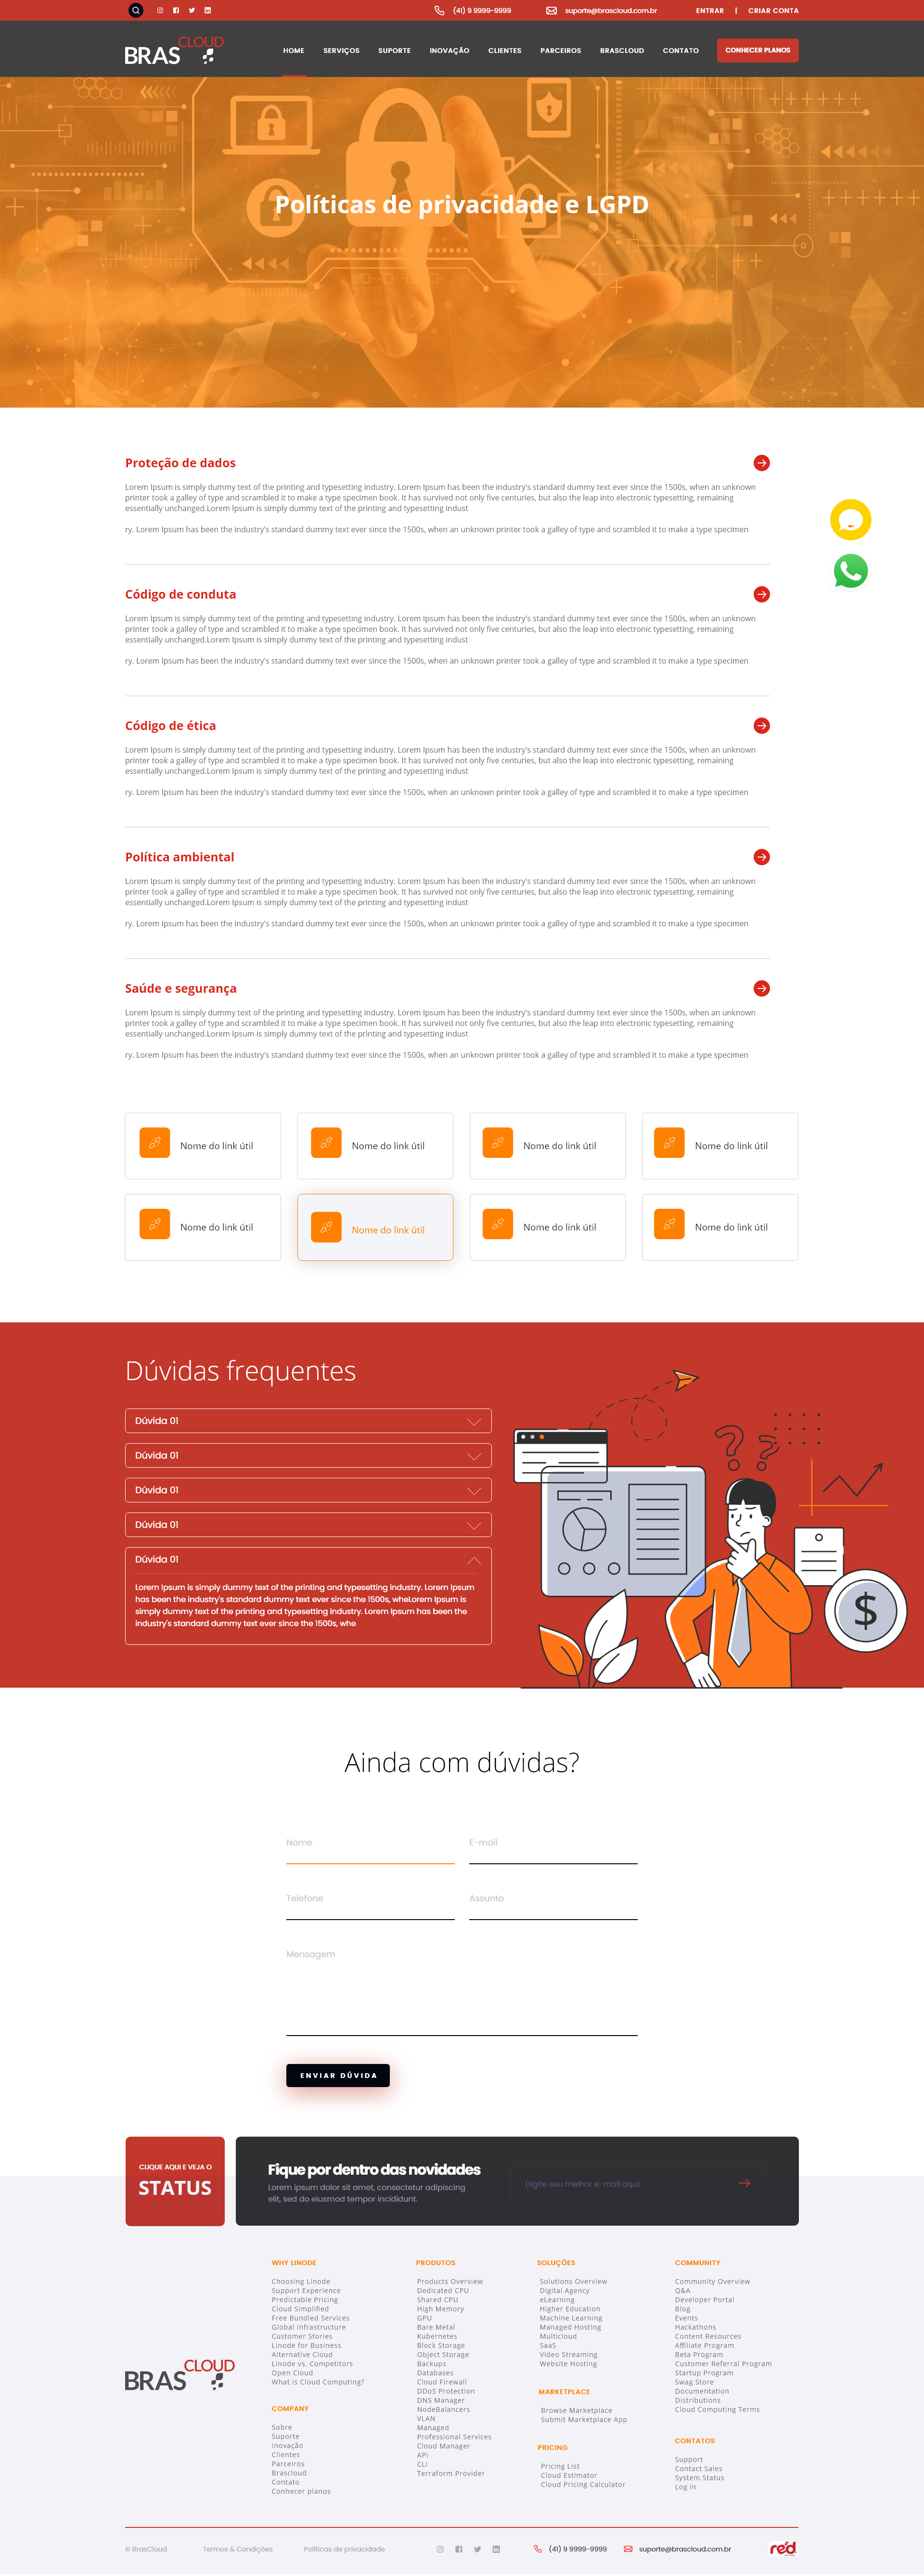 (41) 9 9999-9999
suporte@brascloud.com.br
ENTRAR | CRIAR CONTA
BRASCLOUD
HOME
SERVIÇOS
SUPORTE
INOVAÇÃO
CLIENTES
PARCEIROS
BRASCLOUD
CONTATO
CONHECER PLANOS
Políticas de privacidade e LGPD
Proteção de dados
Lorem Ipsum is simply dummy text of the printing and typesetting industry. Lorem Ipsum has been the industry's standard dummy text ever since the 1500s, when an unknown
printer took a galley of type and scrambled it to make a type specimen book. It has survived not only five centuries, but also the leap into electronic typesetting, remaining
essentially unchanged.Lorem Ipsum is simply dummy text of the printing and typesetting indust
ry. Lorem Ipsum has been the industry's standard dummy text ever since the 1500s, when an unknown printer took a galley of type and scrambled it to make a type specimen
Código de conduta
Lorem Ipsum is simply dummy text of the printing and typesetting industry. Lorem Ipsum has been the industry's standard dummy text ever since the 1500s, when an unknown
printer took a galley of type and scrambled it to make a type specimen book. It has survived not only five centuries, but also the leap into electronic typesetting, remaining
essentially unchanged.Lorem Ipsum is simply dummy text of the printing and typesetting indust
ry. Lorem Ipsum has been the industry's standard dummy text ever since the 1500s, when an unknown printer took a galley of type and scrambled it to make a type specimen
Código de ética
Lorem Ipsum is simply dummy text of the printing and typesetting industry. Lorem Ipsum has been the industry's standard dummy text ever since the 1500s, when an unknown
printer took a galley of type and scrambled it to make a type specimen book. It has survived not only five centuries, but also the leap into electronic typesetting, remaining
essentially unchanged.Lorem Ipsum is simply dummy text of the printing and typesetting indust
ry. Lorem Ipsum has been the industry's standard dummy text ever since the 1500s, when an unknown printer took a galley of type and scrambled it to make a type specimen
Política ambiental
Lorem Ipsum is simply dummy text of the printing and typesetting industry. Lorem Ipsum has been the industry's standard dummy text ever since the 1500s, when an unknown
printer took a galley of type and scrambled it to make a type specimen book. It has survived not only five centuries, but also the leap into electronic typesetting, remaining
essentially unchanged.Lorem Ipsum is simply dummy text of the printing and typesetting indust
ry. Lorem Ipsum has been the industry's standard dummy text ever since the 1500s, when an unknown printer took a galley of type and scrambled it to make a type specimen
Saúde e segurança
Lorem Ipsum is simply dummy text of the printing and typesetting industry. Lorem Ipsum has been the industry's standard dummy text ever since the 1500s, when an unknown
printer took a galley of type and scrambled it to make a type specimen book. It has survived not only five centuries, but also the leap into electronic typesetting, remaining
essentially unchanged.Lorem Ipsum is simply dummy text of the printing and typesetting indust
ry. Lorem Ipsum has been the industry's standard dummy text ever since the 1500s, when an unknown printer took a galley of type and scrambled it to make a type specimen
Nome do link útil
Nome do link útil
Nome do link útil
Nome do link útil
Nome do link útil
Nome do link útil
Nome do link útil
Nome do link útil
Dúvidas frequentes
Dúvida 01
Dúvida 01
Dúvida 01
Dúvida 01
Dúvida 01
Lorem Ipsum is simply dummy text of the printing and typesetting industry. Lorem Ipsum
has been the industry's standard dummy text ever since the 1500s, wheLorem Ipsum is
simply dummy text of the printing and typesetting industry. Lorem Ipsum has been the
industry's standard dummy text ever since the 1500s, whe
??
$
Ainda com dúvidas?
Nome
E-mail
Telefone
Assunto
Mensagem
ENVIAR DÚVIDA
CLIQUE AQUI E VEJA O
STATUS
Fique por dentro das novidades
Lorem ipsum dolor sit amet, consectetur adipiscing
elit, sed do eiusmod tempor incididunt.
Digite seu melhor e-mail aqui
BRASCLOUD
WHY LINODE
Choosing Linode
Support Experience
Predictable Pricing
Cloud Simplified
Free Bundled Services
Global Infrastructure
Customer Stories
Linode for Business
Alternative Cloud
Linode vs. Competitors
Open Cloud
What is Cloud Computing?
COMPANY
Sobre
Suporte
Inovação
Clientes
Parceiros
Brascloud
Contato
Conhecer planos
PRODUTOS
Products Overview
Dedicated CPU
Shared CPU
High Memory
GPU
Bare Metal
Kubernetes
Block Storage
Object Storage
Backups
Databases
Cloud Firewall
DDoS Protection
DNS Manager
NodeBalancers
VLAN
Managed
Professional Services
Cloud Manager
API
CLI
Terraform Provider
SOLUÇÕES
Solutions Overview
Digital Agency
eLearning
Higher Education
Machine Learning
Managed Hosting
Multicloud
SaaS
Video Streaming
Website Hosting
MARKETPLACE
Browse Marketplace
Submit Marketplace App
PRICING
Pricing List
Cloud Estimator
Cloud Pricing Calculator
COMMUNITY
Community Overview
Q&A
Developer Portal
Blog
Events
Hackathons
Content Resources
Affiliate Program
Beta Program
Customer Referral Program
Startup Program
Swag Store
Documentation
Distributions
Cloud Computing Terms
CONTATOS
Support
Contact Sales
System Status
Log in
© BrasCloud
Termos & Condições
Políticas de privacidade
(41) 9 9999-9999
suporte@brascloud.com.br
red